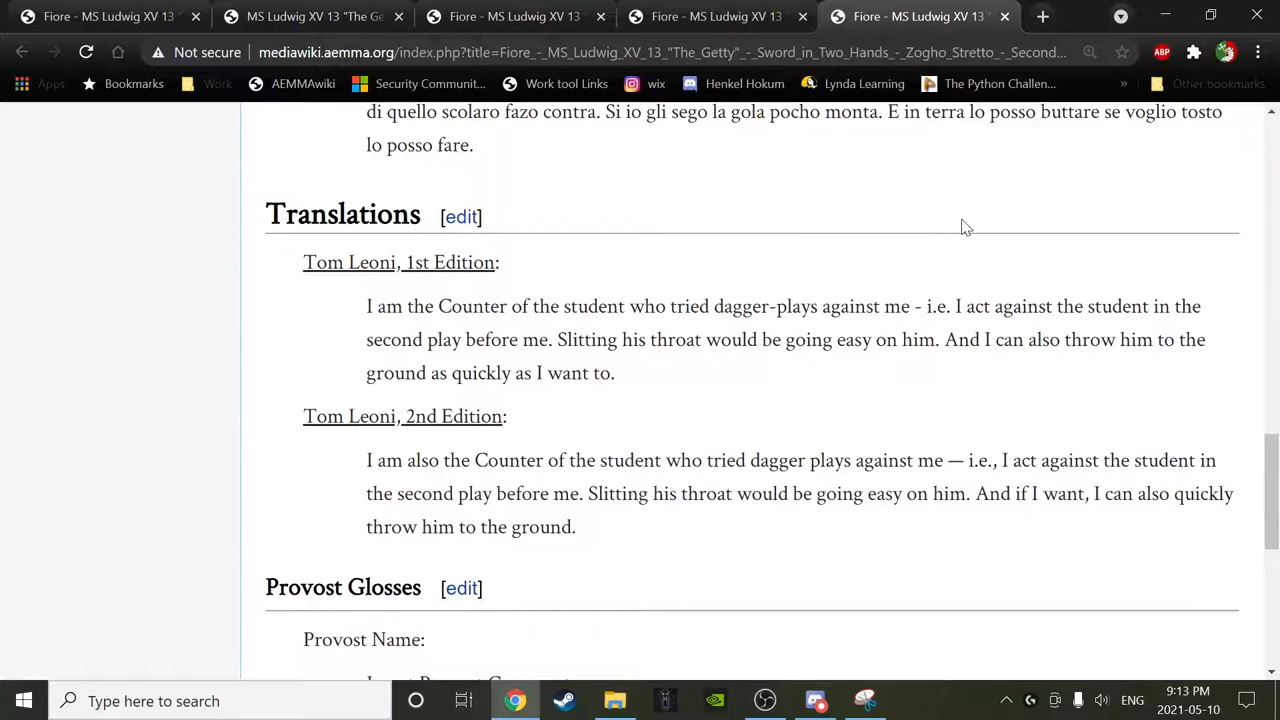 Fiore - MS Ludwig XV 13
MS Ludwig XV 13 "The Ge
Fiore - MS Ludwig XV 13
Fiore - MS Ludwig XV 13
Fiore - MS Ludwig XV 13
Not secure
mediawiki.aemma.org/index.php?title=Fiore_-_MS_Ludwig_XV_13_"The_Getty"_-_Sword_in_Two_Hands_-_Zogho_Stretto_-_Second...
ABP
Apps
Bookmarks
Work
AEMMAwiki
Security Communit...
Work tool Links
wix
Henkel Hokum
Lynda Learning
The Python Challen...
»
Other bookmarks
di quello scolaro fazo contra. Si io gli sego la gola pocho monta. E in terra lo posso buttare se voglio tosto
lo posso fare.
Translations [edit]
Tom Leoni, 1st Edition:
I am the Counter of the student who tried dagger-plays against me - i.e. I act against the student in the
second play before me. Slitting his throat would be going easy on him. And I can also throw him to the
ground as quickly as I want to.
Tom Leoni, 2nd Edition:
I am also the Counter of the student who tried dagger plays against me — i.e., I act against the student in
the second play before me. Slitting his throat would be going easy on him. And if I want, I can also quickly
throw him to the ground.
Provost Glosses [edit]
Provost Name:
Type here to search
ENG
9:13 PM
2021-05-10